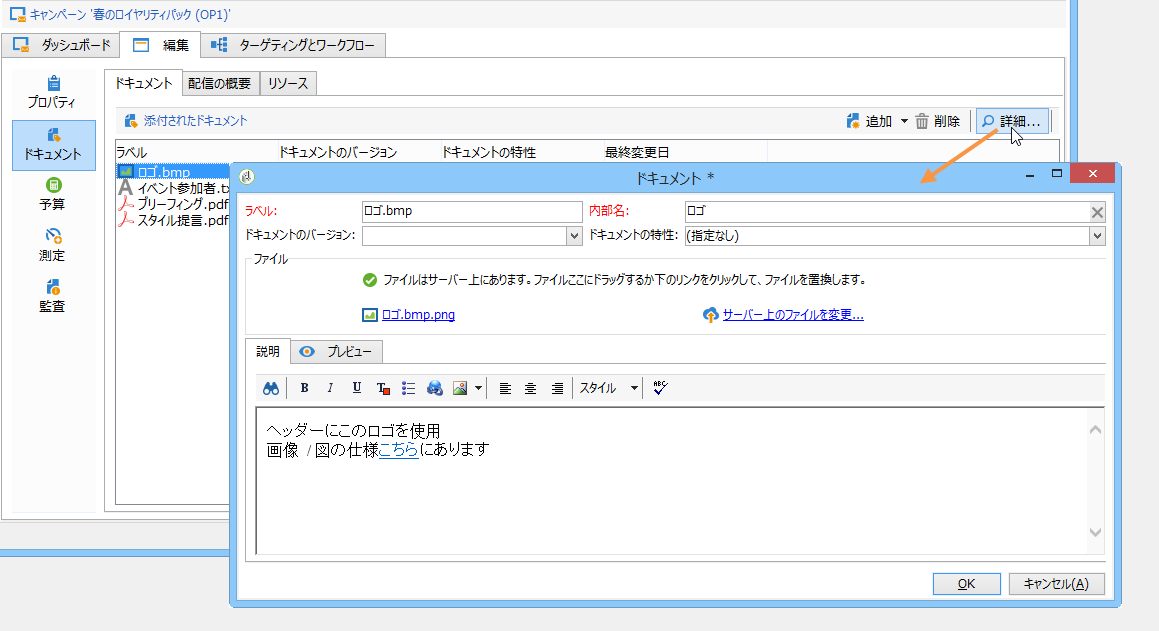 キャンペーン '春のロイヤリティパック (OP1)'
ダッシュボード 編集 ターゲティングとワークフロー
プロパティ
ドキュメント
予算
測定
監査
ドキュメント 配信の概要 リソース
添付されたドキュメント 追加 削除 詳細...
ラベル ドキュメントのバージョン ドキュメントの特性 最終変更日
ロゴ.bmp
イベント参加者.tx
ブリーフィング.pdf
スタイル提言.pdf
ドキュメント *
ラベル: ロゴ.bmp 内部名: ロゴ
ドキュメントのバージョン: ドキュメントの特性: (指定なし)
ファイル
ファイルはサーバー上にあります。ファイルここにドラッグするか下のリンクをクリックして、ファイルを置換します。
ロゴ.bmp.png サーバー上のファイルを変更...
説明 プレビュー
B I U T スタイル ABC
ヘッダーにこのロゴを使用
画像 / 図の仕様こちらにあります
OK キャンセル(A)